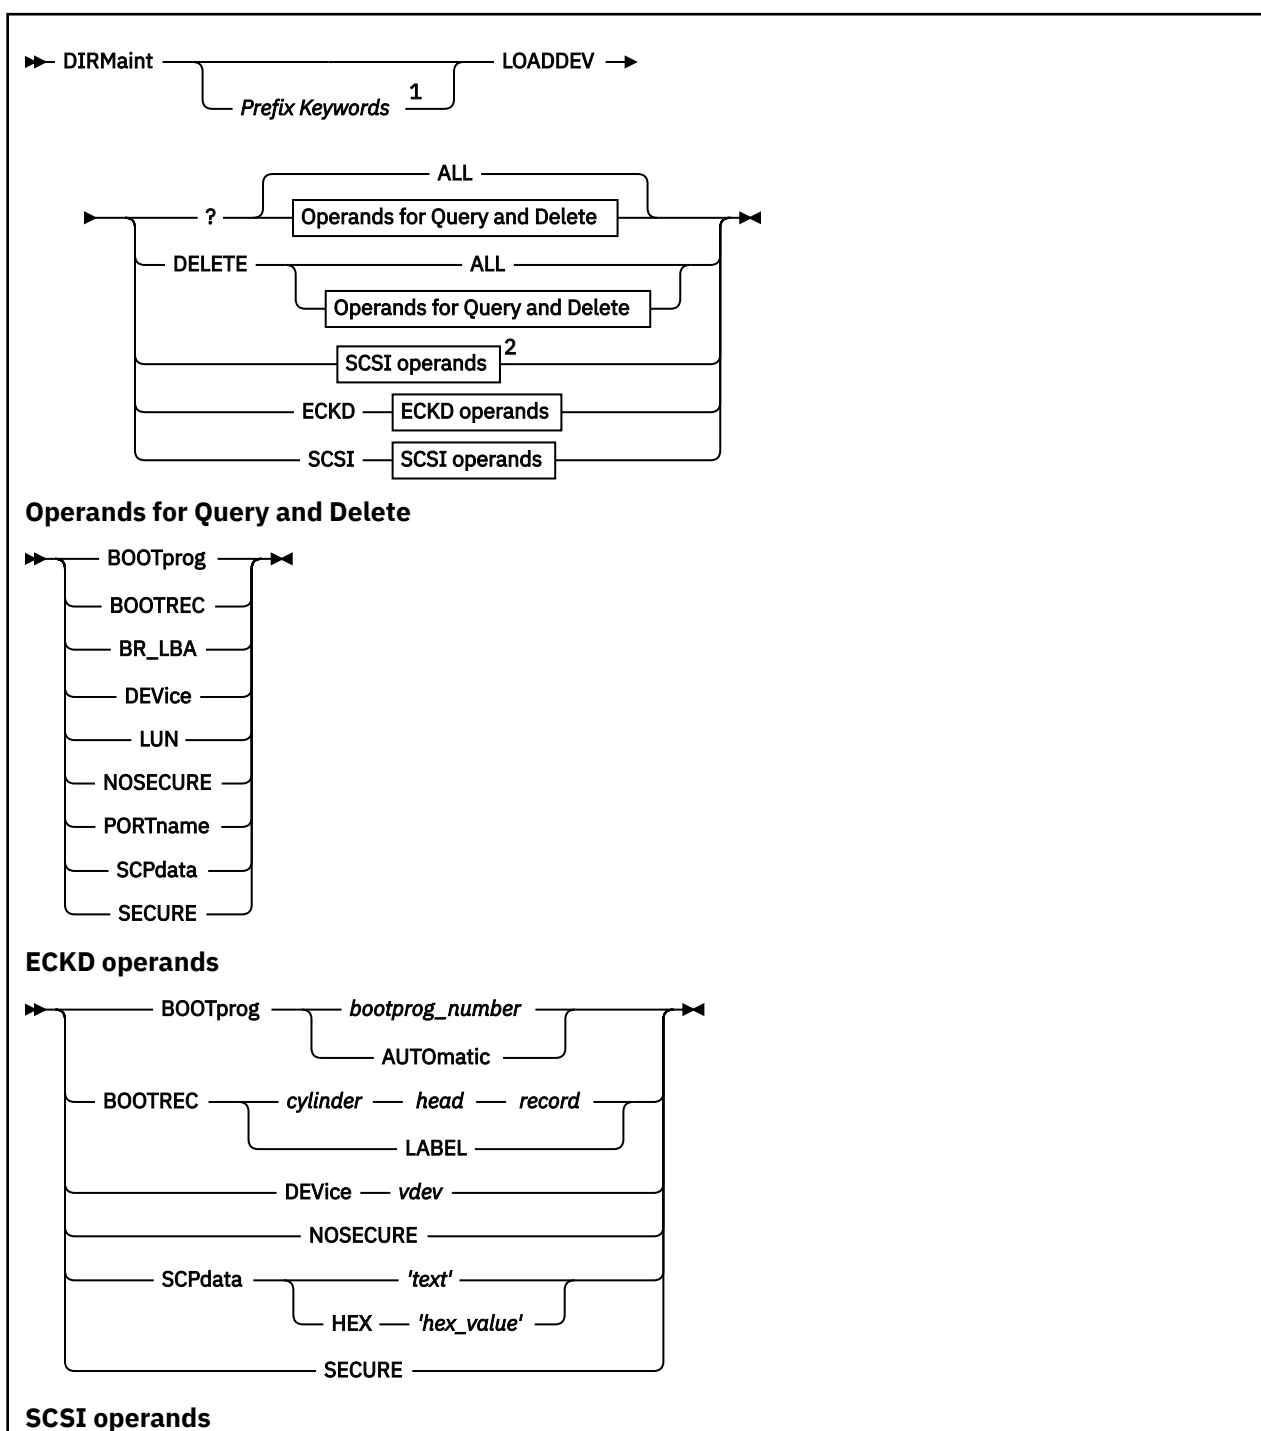 DIRMaint LOADDEV
Prefix Keywords 1
ALL
? Operands for Query and Delete
DELETE ALL
Operands for Query and Delete
SCSI operands 2
ECKD ECKD operands
SCSI SCSI operands
Operands for Query and Delete
BOOTprog
BOOTREC
BR_LBA
DEVice
LUN
NOSECURE
PORTname
SCPdata
SECURE
ECKD operands
BOOTprog bootprog_number
AUTOmatic
BOOTREC cylinder head record
LABEL
DEVice vdev
NOSECURE
SCPdata 'text'
HEX 'hex_value'
SECURE
SCSI operands